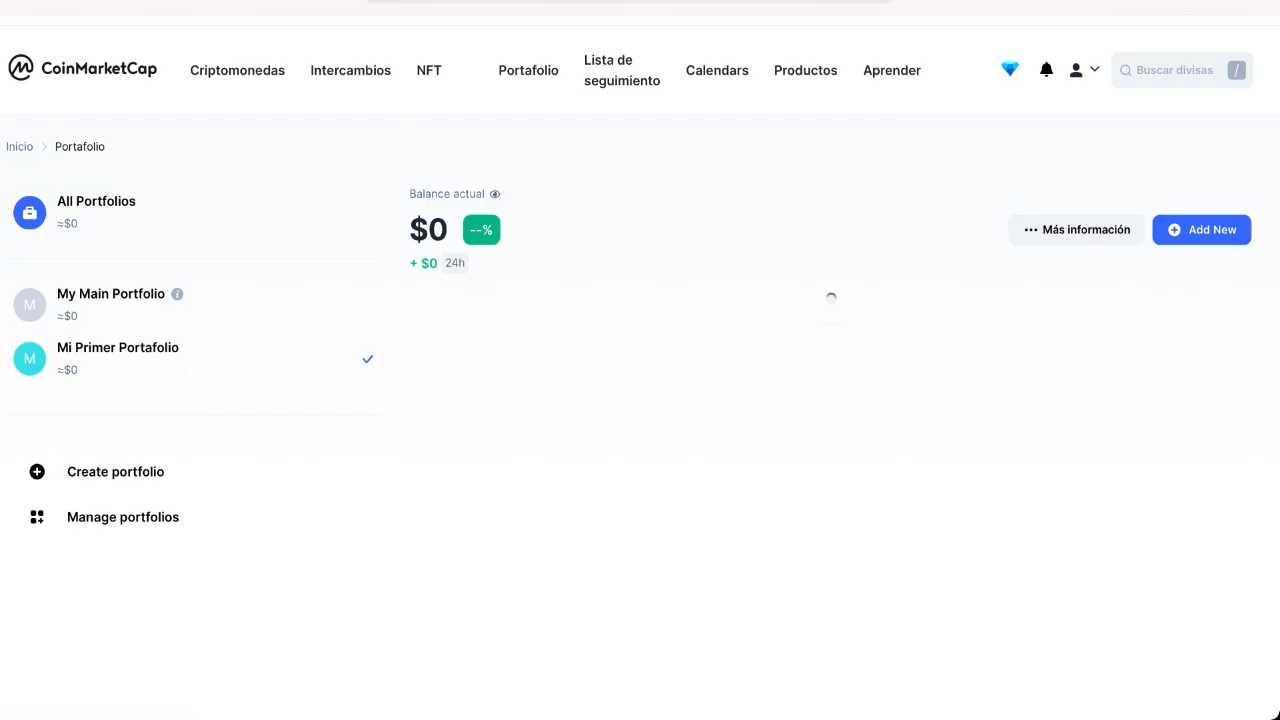 CoinMarketCap
Criptomonedas
Intercambios
NFT
Portafolio
Lista de
seguimiento
Calendars
Productos
Aprender
Buscar divisas
/
Inicio
Portafolio
All Portfolios
≈$0
M
My Main Portfolio
≈$0
M
Mi Primer Portafolio
≈$0
Create portfolio
Manage portfolios
Balance actual
$0
--%
+ $0
24h
Más información
Add New